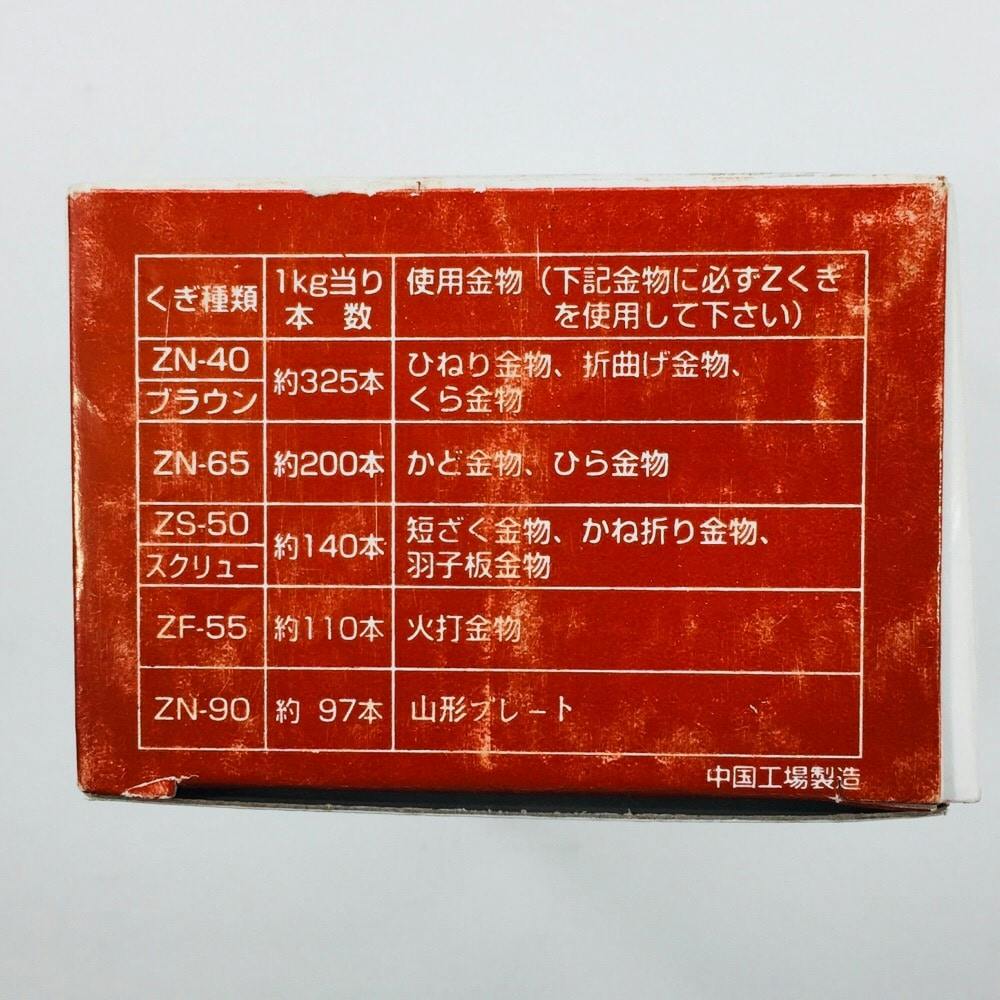 くぎ種類
1kg当り
本 数
使用金物（下記金物に必ずZくぎ
を使用して下さい）
ZN-40
ブラウン
約325本
ひねり金物、折曲げ金物、
くら金物
ZN-65
約200本
かど金物、ひら金物
ZS-50
スクリュー
約140本
短ざく金物、かね折り金物、
羽子板金物
ZF-55
約110本
火打金物
ZN-90
約 97本
山形プレート
中国工場製造